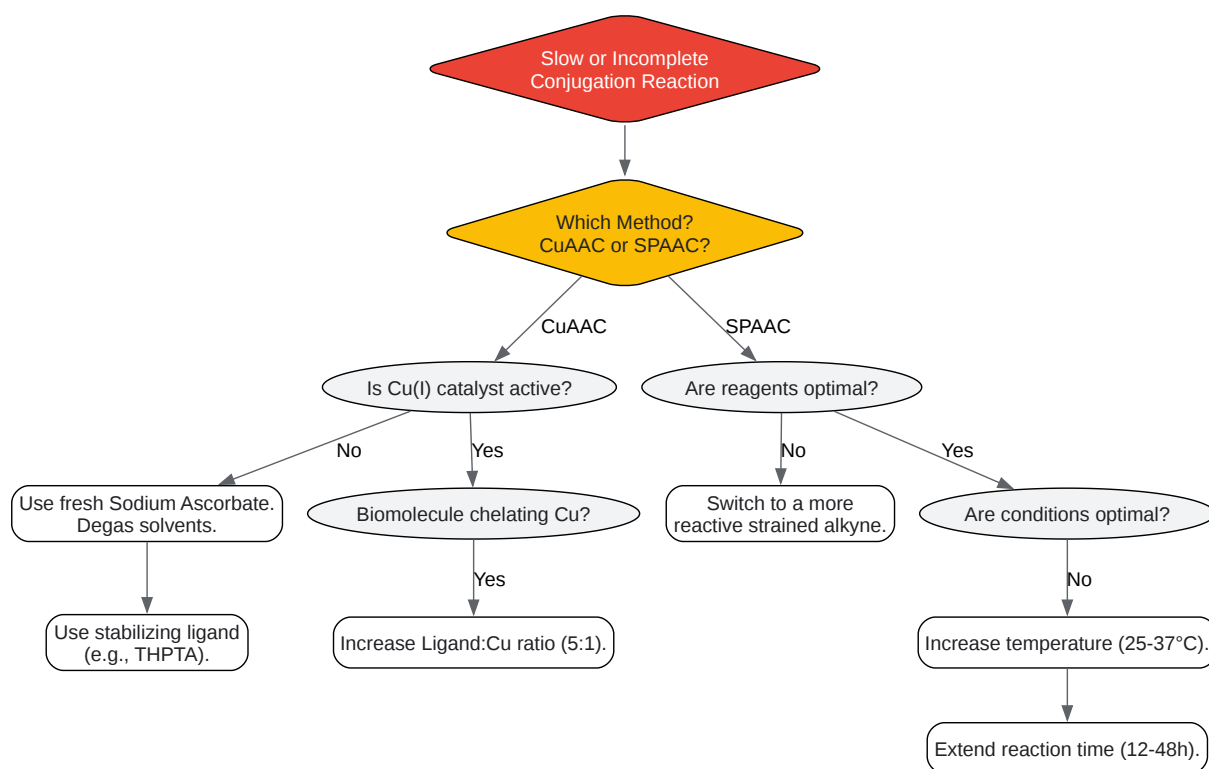 Slow or Incomplete
Conjugation Reaction
Which Method?
CuAAC or SPAAC?
CuAAC
SPAAC
Is Cu(I) catalyst active?
Are reagents optimal?
No
Yes
No
Yes
Use fresh Sodium Ascorbate.
Degas solvents.
Biomolecule chelating Cu?
Switch to a more
reactive strained alkyne.
Are conditions optimal?
Yes
No
Use stabilizing ligand
(e.g., THPTA).
Increase Ligand:Cu ratio (5:1).
Increase temperature (25-37°C).
Extend reaction time (12-48h).